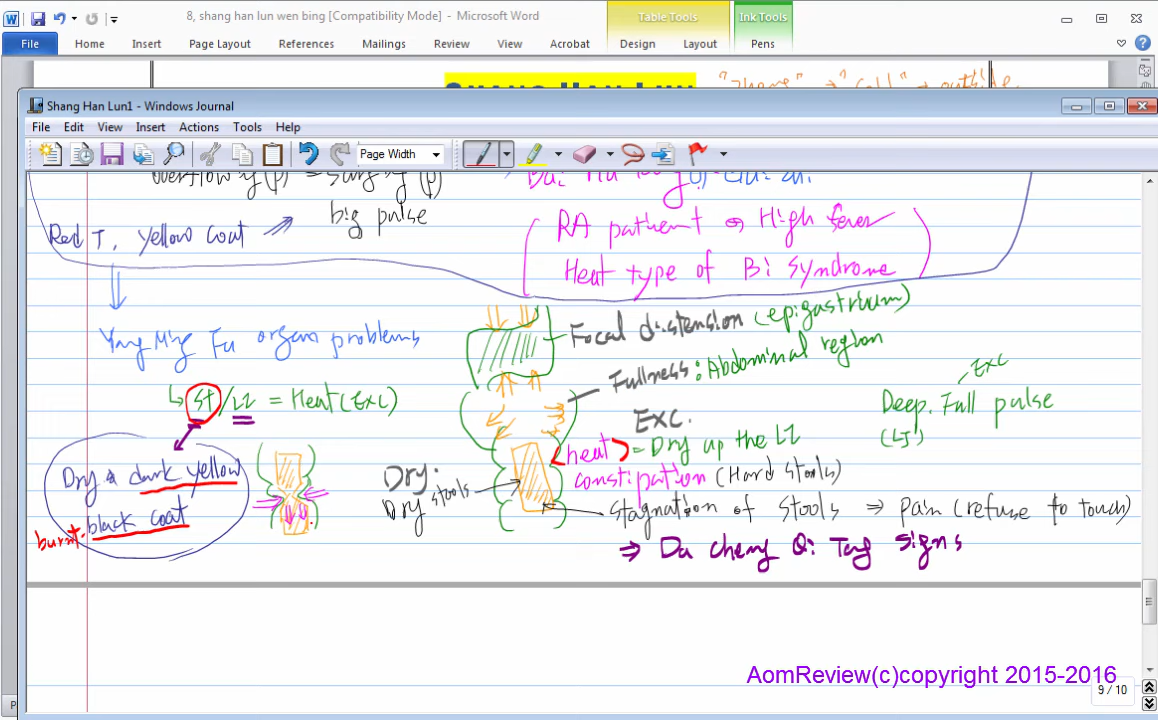 8, shang han lun wen bing [Compatibility Mode] - Microsoft Word
Table Tools
Ink Tools
File Home Insert Page Layout References Mailings Review View Acrobat Design Layout Pens
Shang Han Lun1 - Windows Journal
File Edit View Insert Actions Tools Help
Page Width
big pulse
Red T, yellow coat
RA patient High fever
Heat type of Bi Syndrome
Yang Ming Fu organ problems
St/LI = Heat (EXC)
Focal distension (epigastrium)
Fullness: Abdominal region
EXC.
EXC
Deep. Full pulse
Dry & dark yellow
black coat
burnt.
Dry.
Dry stools
heat = Dry up the LI
constipation (Hard stools)
stagnation of stools ⇒ Pain (refuse to touch)
⇒ Da cheng Qi Tang signs
AomReview(c)copyright 2015-2016
9 / 10